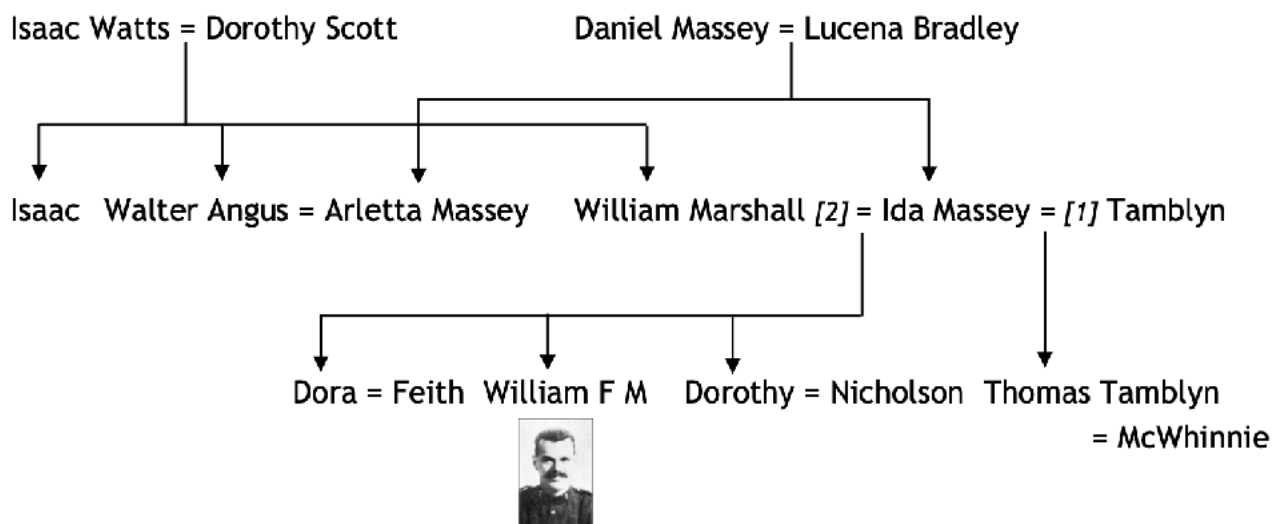 Isaac Watts = Dorothy Scott Daniel Massey = Lucena Bradley
Isaac Walter Angus = Arletta Massey William Marshall [2] = Ida Massey = [1] Tamblyn
Dora = Feith William F M Dorothy = Nicholson Thomas Tamblyn
= McWhinnie